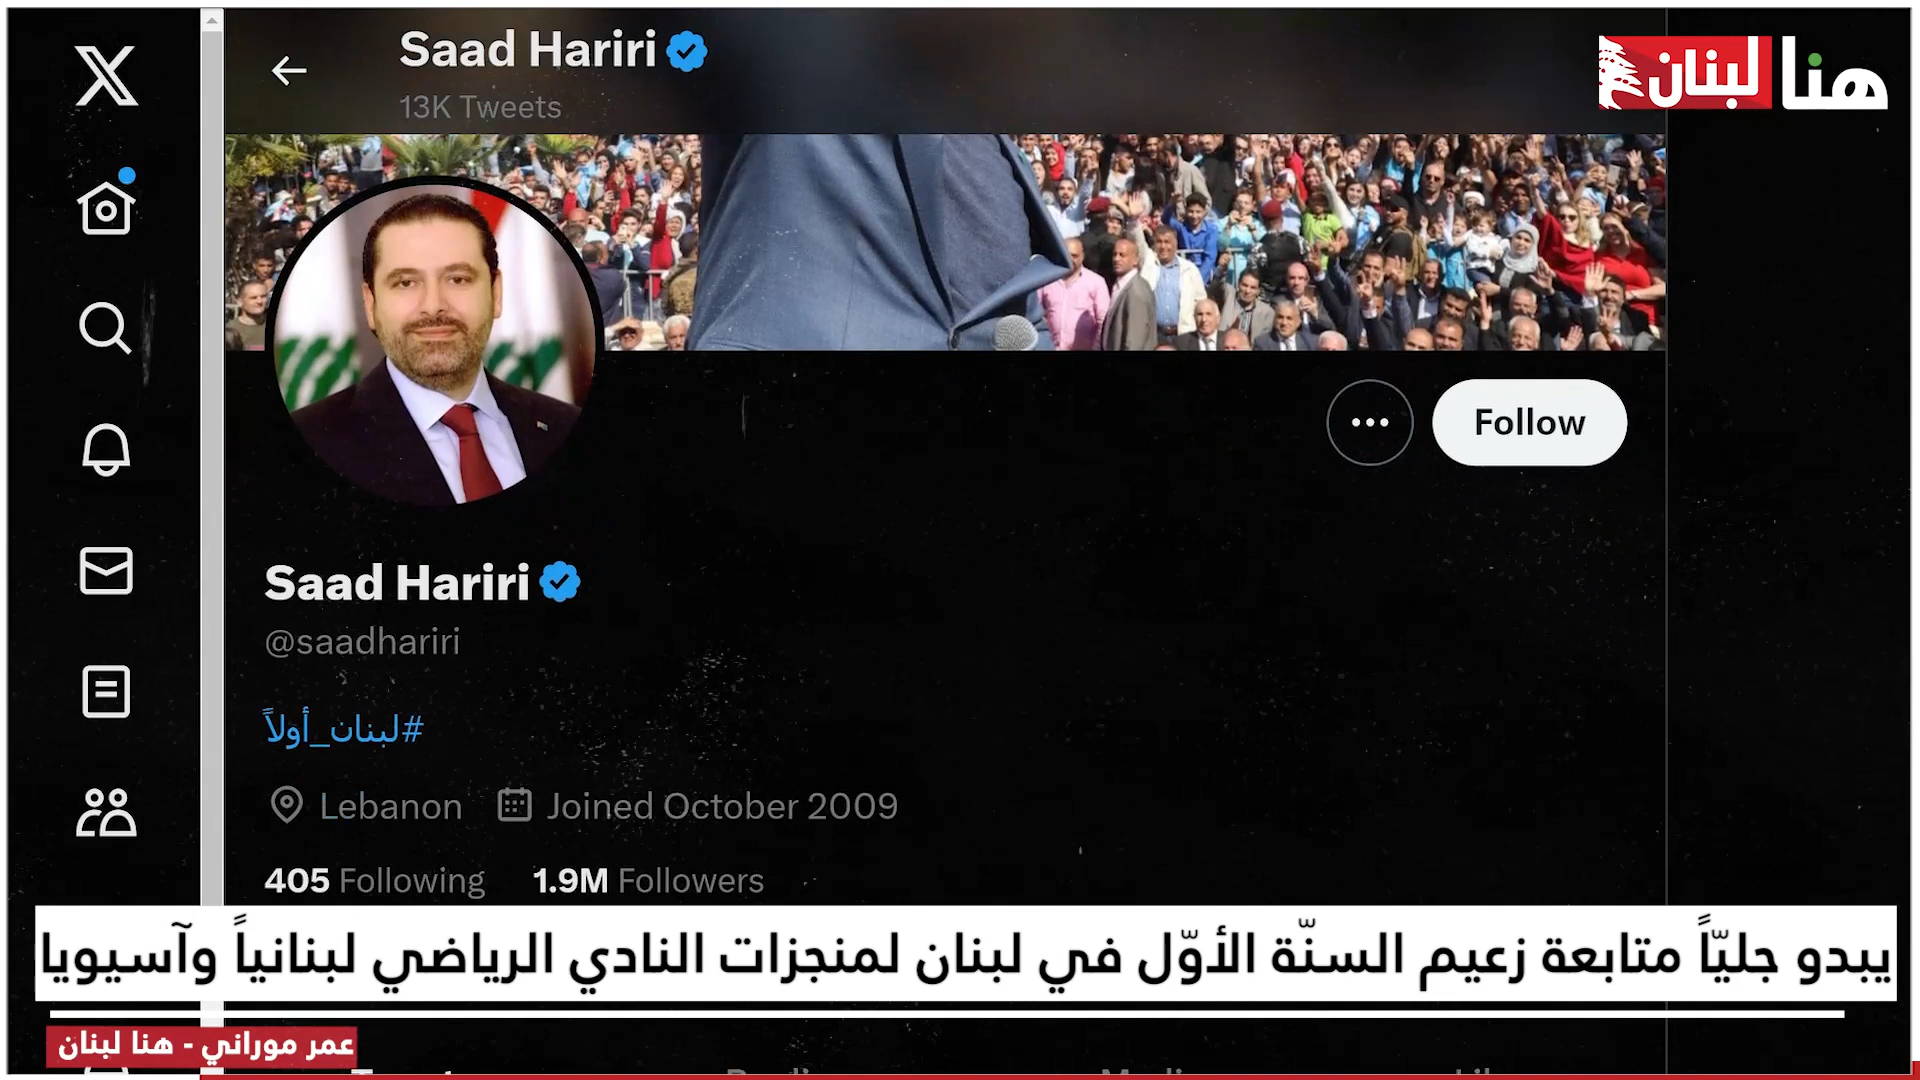 Saad Hariri
13K Tweets
هنا لبنان
Follow
Saad Hariri
@saadhariri
#لبنان_أولاً
Lebanon Joined October 2009
405 Following 1.9M Followers
يبدو جليّاً متابعة زعيم السنّة الأوّل في لبنان لمنجزات النادي الرياضي لبنانياً وآسيويا
عمر موراني - هنا لبنان